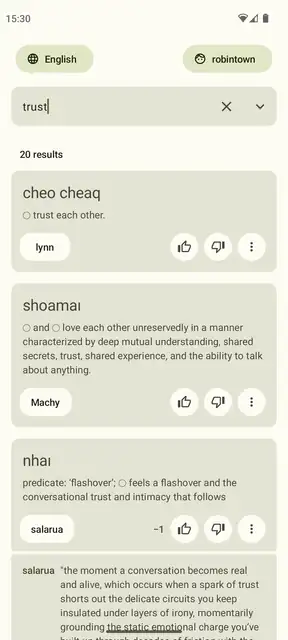 15:30
English
robintown
trust
20 results
cheo cheaq
◯ trust each other.
lynn
shoamaı
◯ and ◯ love each other unreservedly in a manner
characterized by deep mutual understanding, shared
secrets, trust, shared experience, and the ability to talk
about anything.
Machy
nhaı
predicate: ‘flashover’; ◯ feels a flashover and the
conversational trust and intimacy that follows
salarua
−1
salarua "the moment a conversation becomes real
and alive, which occurs when a spark of trust
shorts out the delicate circuits you keep
insulated under layers of irony, momentarily
grounding the static emotional charge you've